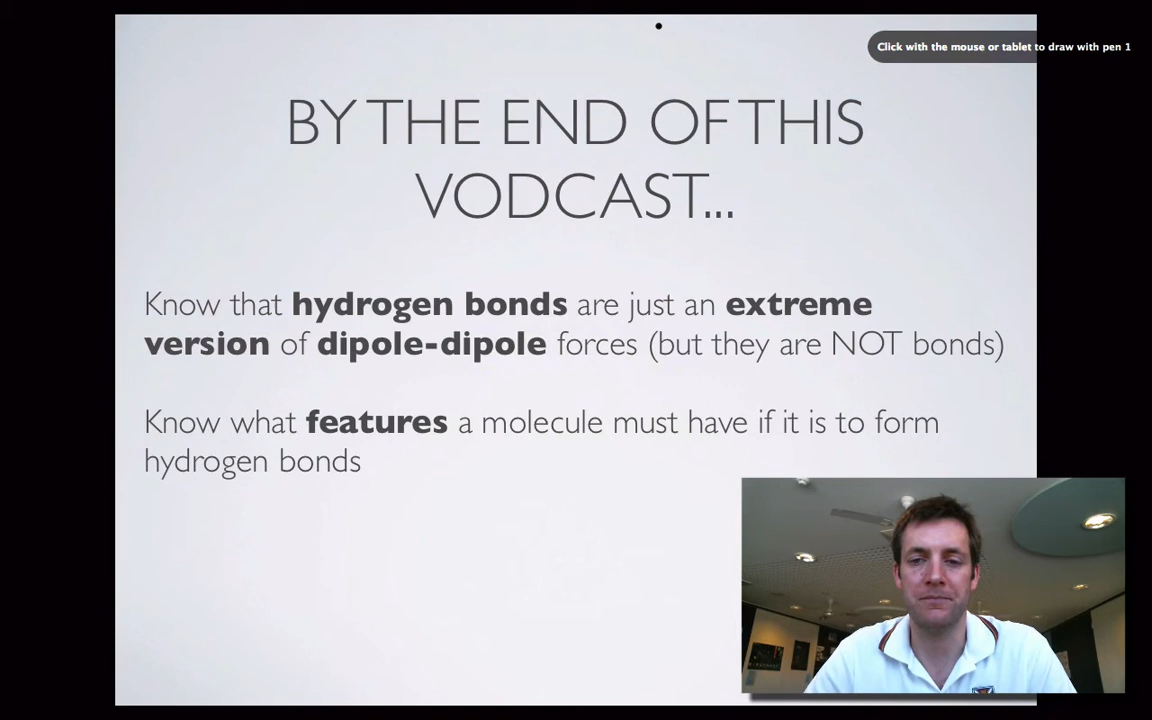 Click with the mouse or tablet to draw with pen 1
BY THE END OF THIS
VODCAST...
Know that hydrogen bonds are just an extreme
version of dipole-dipole forces (but they are NOT bonds)
Know what features a molecule must have if it is to form
hydrogen bonds